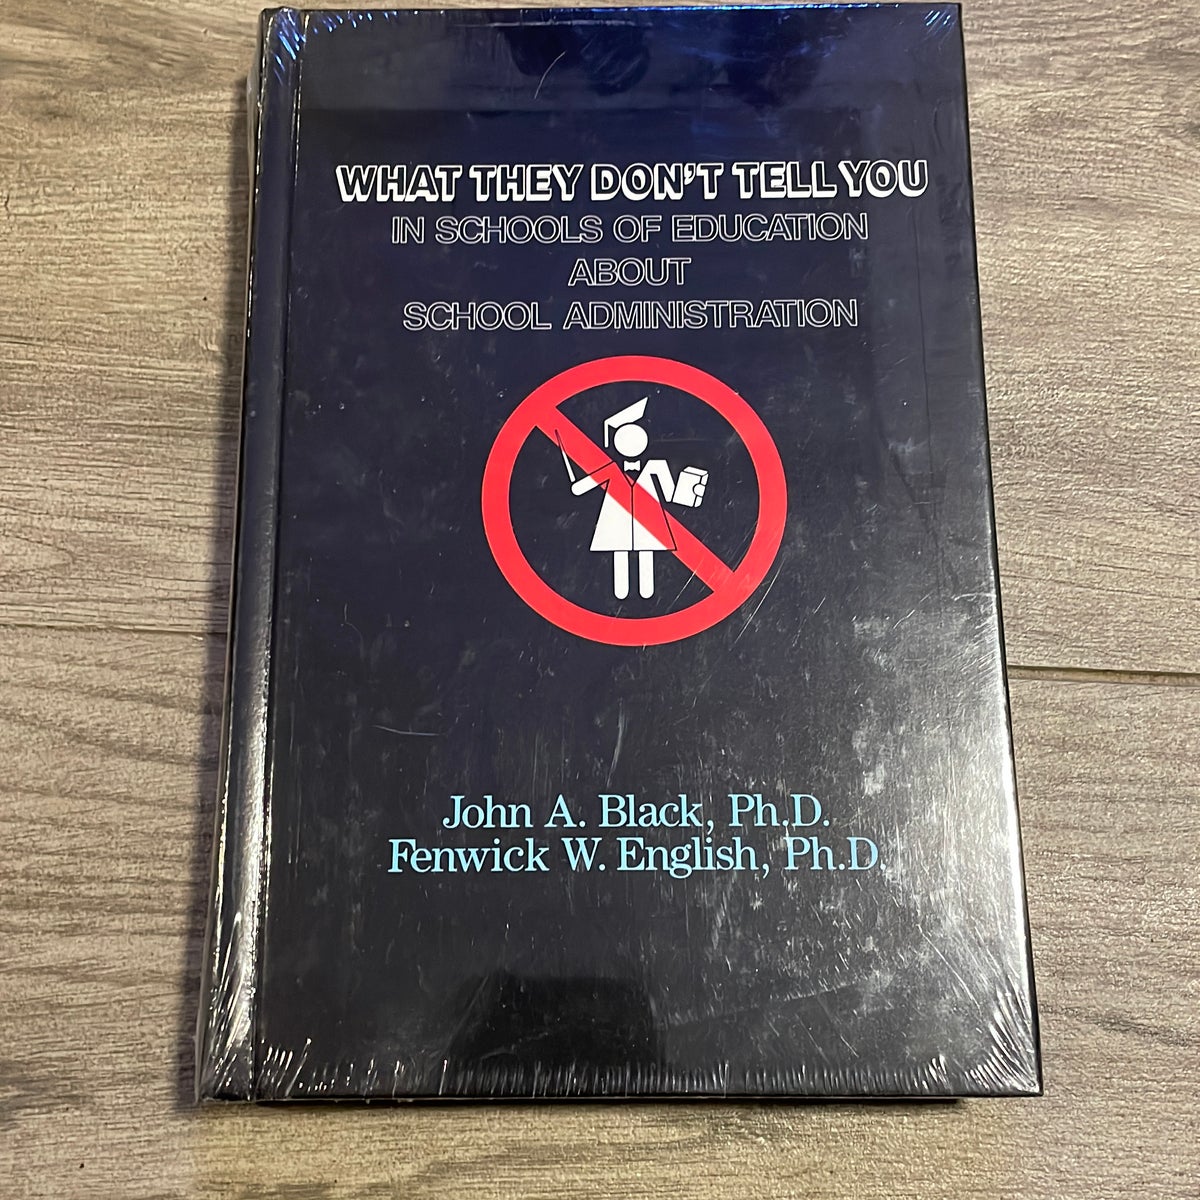 WHAT THEY DON'T TELL YOU
IN SCHOOLS OF EDUCATION
ABOUT
SCHOOL ADMINISTRATION
John A. Black, Ph.D.
Fenwick W. English, Ph.D.